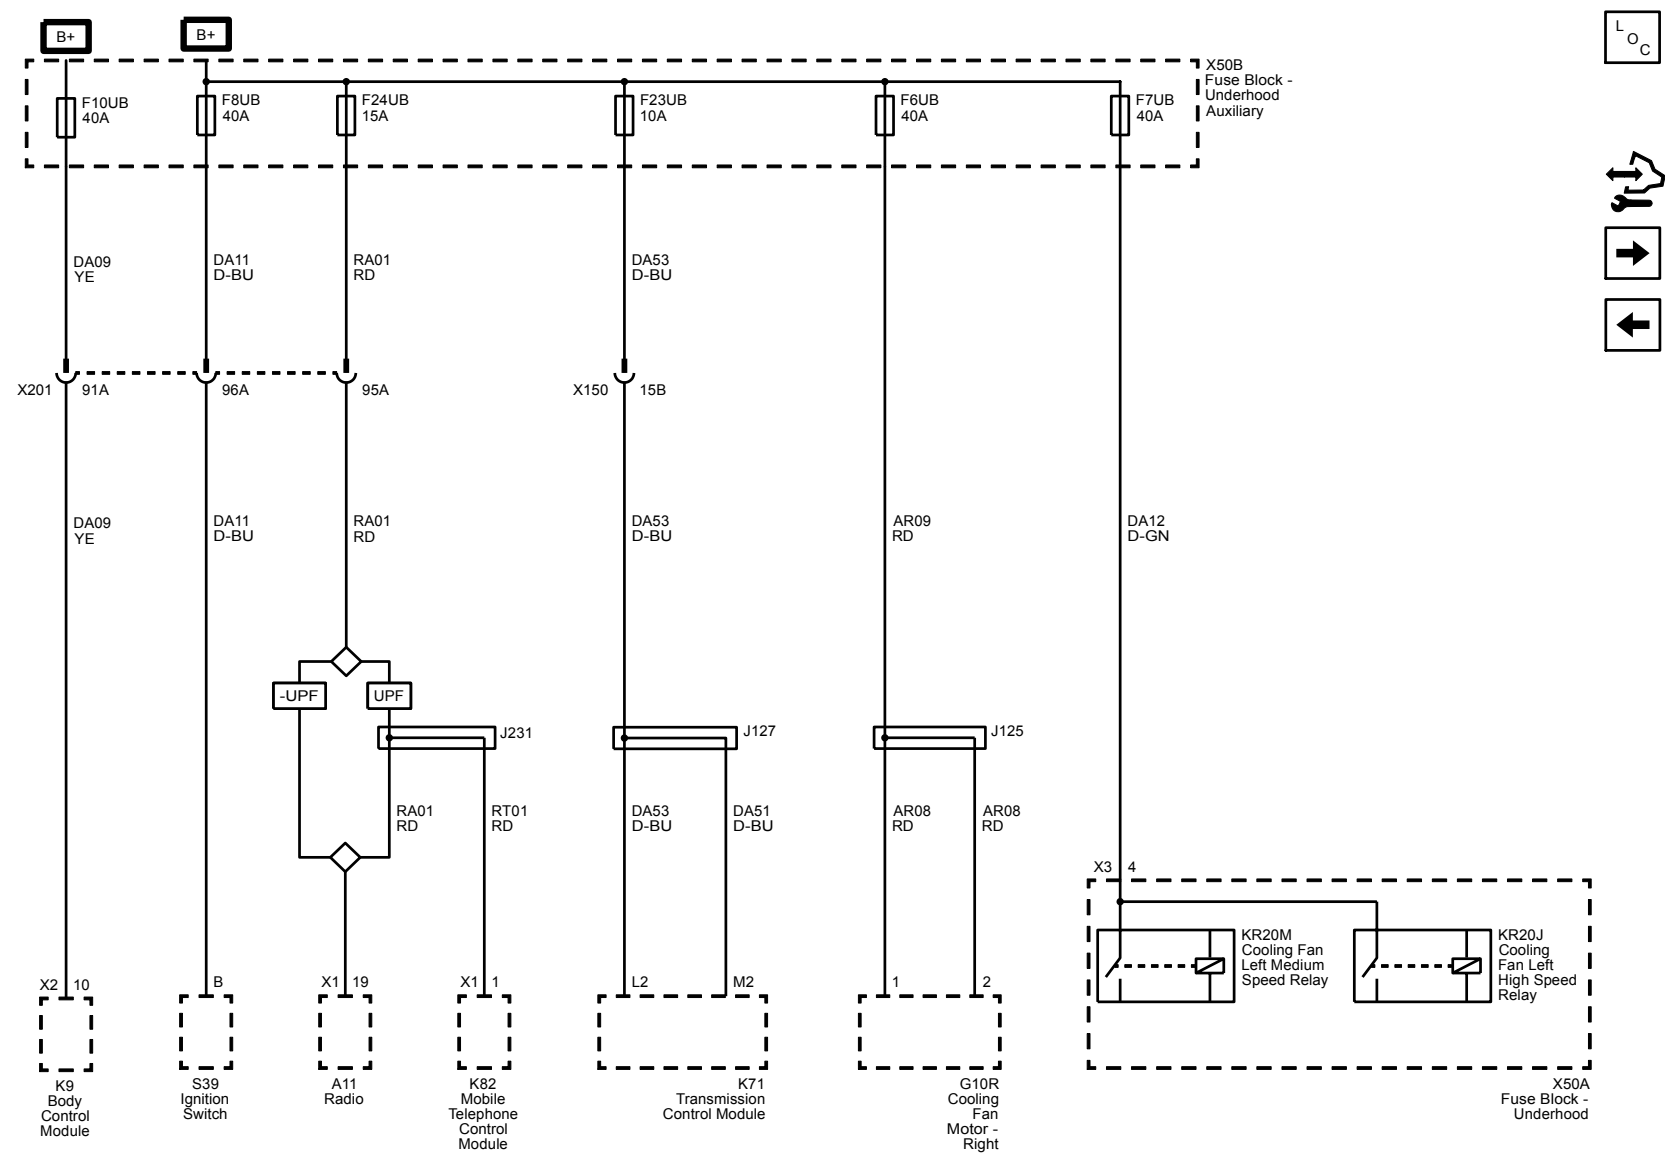 B+
B+
L
O
C
X50B
Fuse Block -
Underhood
Auxiliary
F10UB
40A
F8UB
40A
F24UB
15A
F23UB
10A
F6UB
40A
F7UB
40A
DA09
YE
DA11
D-BU
RA01
RD
DA53
D-BU
X201
91A
96A
95A
X150
15B
DA09
YE
DA11
D-BU
RA01
RD
DA53
D-BU
AR09
RD
DA12
D-GN
-UPF
UPF
J231
J127
J125
RA01
RD
RT01
RD
DA53
D-BU
DA51
D-BU
AR08
RD
AR08
RD
X3
4
KR20M
Cooling Fan
Left Medium
Speed Relay
KR20J
Cooling
Fan Left
High Speed
Relay
X2
10
B
X1
19
X1
1
L2
M2
1
2
K9
Body
Control
Module
S39
Ignition
Switch
A11
Radio
K82
Mobile
Telephone
Control
Module
K71
Transmission
Control Module
G10R
Cooling
Fan
Motor -
Right
X50A
Fuse Block -
Underhood